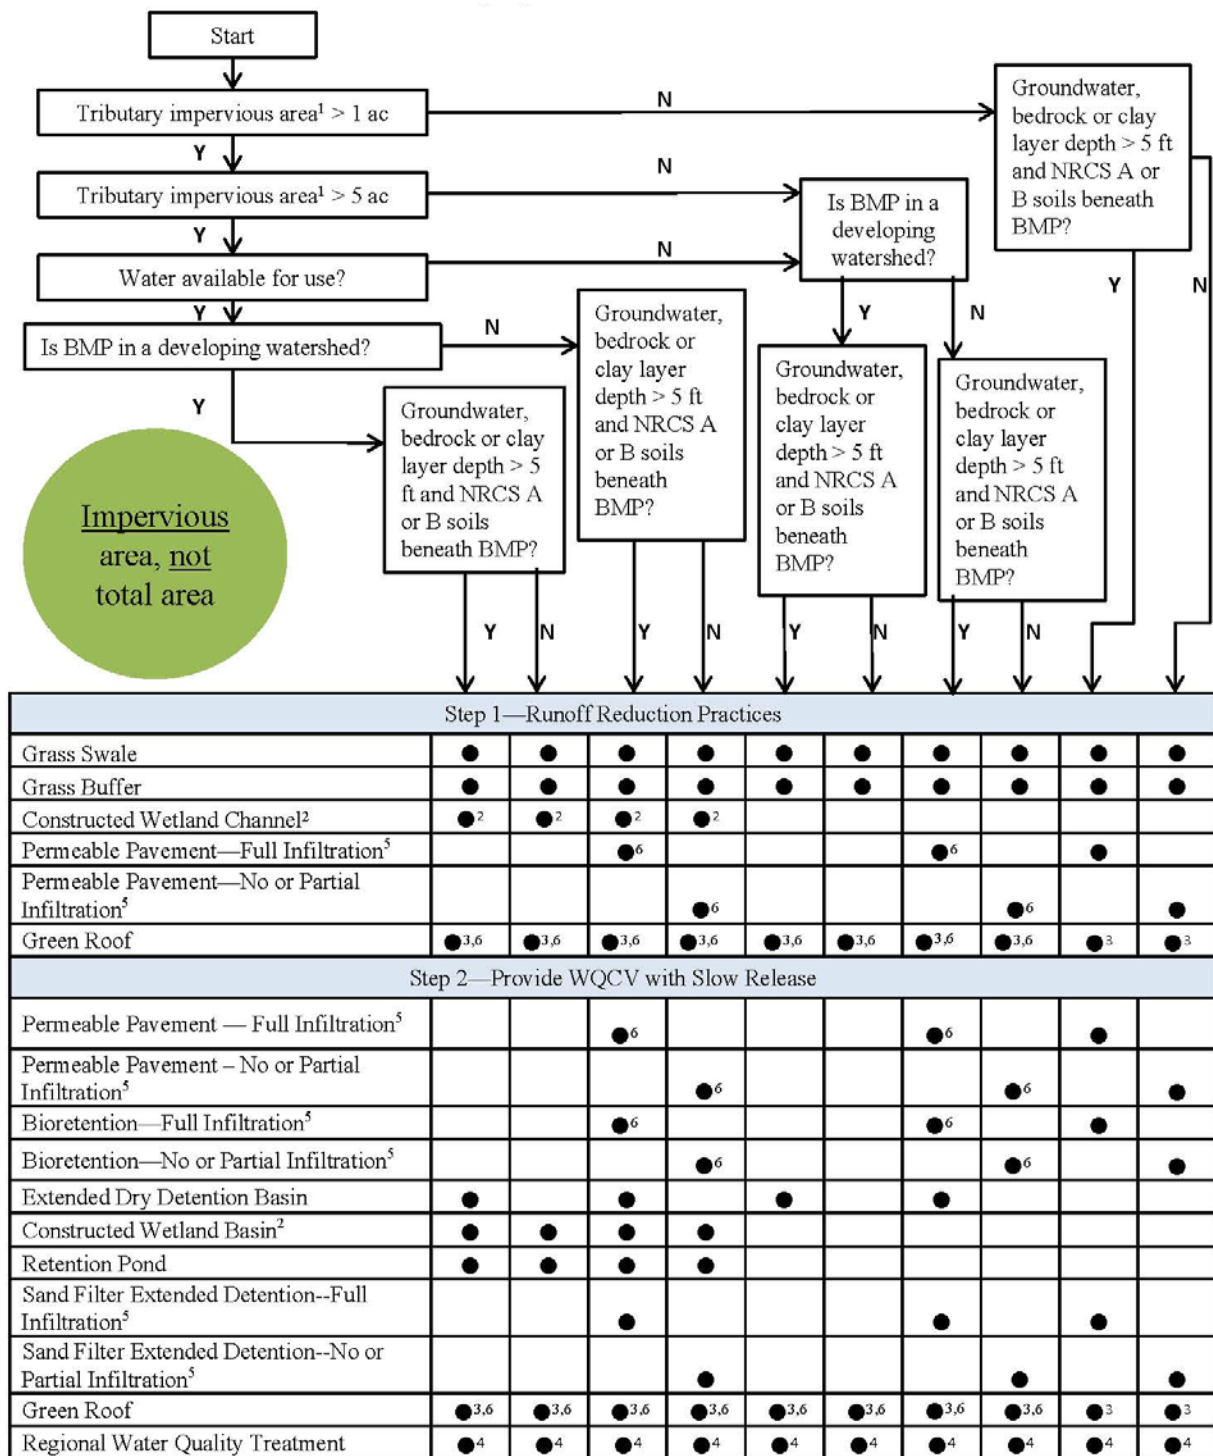 Start
Tributary impervious area¹ > 1 ac
N
Groundwater,
bedrock or clay
layer depth > 5 ft
and NRCS A or
B soils beneath
BMP?
Y
Tributary impervious area¹ > 5 ac
N
Is BMP in a
developing
watershed?
Y
Water available for use?
N
Y
N
Y
Is BMP in a developing watershed?
N
Groundwater,
bedrock or
clay layer
depth > 5 ft
and NRCS A
or B soils
beneath
BMP?
Y
N
Groundwater,
bedrock or
clay layer
depth > 5 ft
and NRCS A
or B soils
beneath
BMP?
Groundwater,
bedrock or
clay layer
depth > 5 ft
and NRCS A
or B soils
beneath
BMP?
Y
Groundwater,
bedrock or clay
layer depth > 5
ft and NRCS A
or B soils
beneath BMP?
Impervious
area, not
total area
Y N Y N Y N Y N
Step 1—Runoff Reduction Practices
Grass Swale ● ● ● ● ● ● ● ● ● ●
Grass Buffer ● ● ● ● ● ● ● ● ● ●
Constructed Wetland Channel² ●² ●² ●² ●²
Permeable Pavement—Full Infiltration⁵ ●⁶ ●⁶ ●
Permeable Pavement—No or Partial
Infiltration⁵ ●⁶ ●⁶ ●
Green Roof ●³,⁶ ●³,⁶ ●³,⁶ ●³,⁶ ●³,⁶ ●³,⁶ ●³,⁶ ●³,⁶ ●³ ●³
Step 2—Provide WQCV with Slow Release
Permeable Pavement — Full Infiltration⁵ ●⁶ ●⁶ ●
Permeable Pavement – No or Partial
Infiltration⁵ ●⁶ ●⁶ ●
Bioretention—Full Infiltration⁵ ●⁶ ●⁶ ●
Bioretention—No or Partial Infiltration⁵ ●⁶ ●⁶ ●
Extended Dry Detention Basin ● ● ● ●
Constructed Wetland Basin² ● ● ● ●
Retention Pond ● ● ● ●
Sand Filter Extended Detention--Full
Infiltration⁵ ● ● ●
Sand Filter Extended Detention--No or
Partial Infiltration⁵ ● ● ●
Green Roof ●³,⁶ ●³,⁶ ●³,⁶ ●³,⁶ ●³,⁶ ●³,⁶ ●³,⁶ ●³,⁶ ●³ ●³
Regional Water Quality Treatment ●⁴ ●⁴ ●⁴ ●⁴ ●⁴ ●⁴ ●⁴ ●⁴ ●⁴ ●⁴